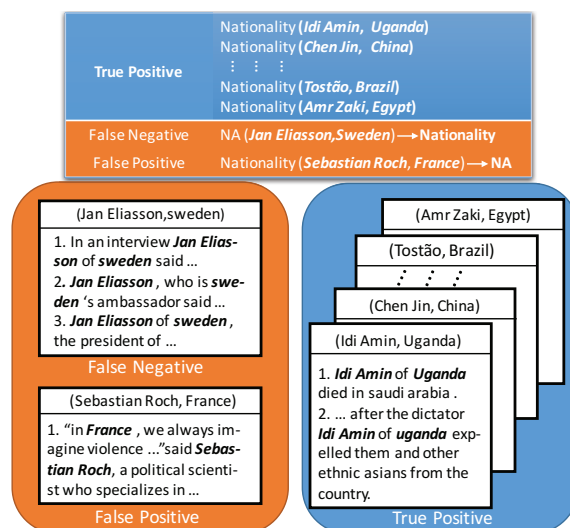 True Positive
Nationality (Idi Amin, Uganda)
Nationality (Chen Jin, China)
⋮ ⋮ ⋮
Nationality (Tostão, Brazil)
Nationality (Amr Zaki, Egypt)
False Negative NA (Jan Eliasson,Sweden) → Nationality
False Positive Nationality (Sebastian Roch, France) → NA
(Jan Eliasson,sweden)
1. In an interview Jan Elias-
son of sweden said …
2. Jan Eliasson , who is swe-
den 's ambassador said …
3. Jan Eliasson of sweden ,
the president of …
False Negative
(Sebastian Roch, France)
1. “in France , we always im-
agine violence ...”said Sebas-
tian Roch, a political scienti-
st who specializes in …
False Positive
(Amr Zaki, Egypt)
(Tostão, Brazil)
(Chen Jin, China)
(Idi Amin, Uganda)
1. Idi Amin of Uganda
died in saudi arabia .
2. … after the dictator
Idi Amin of uganda exp-
elled them and other
ethnic asians from the
country.
True Positive